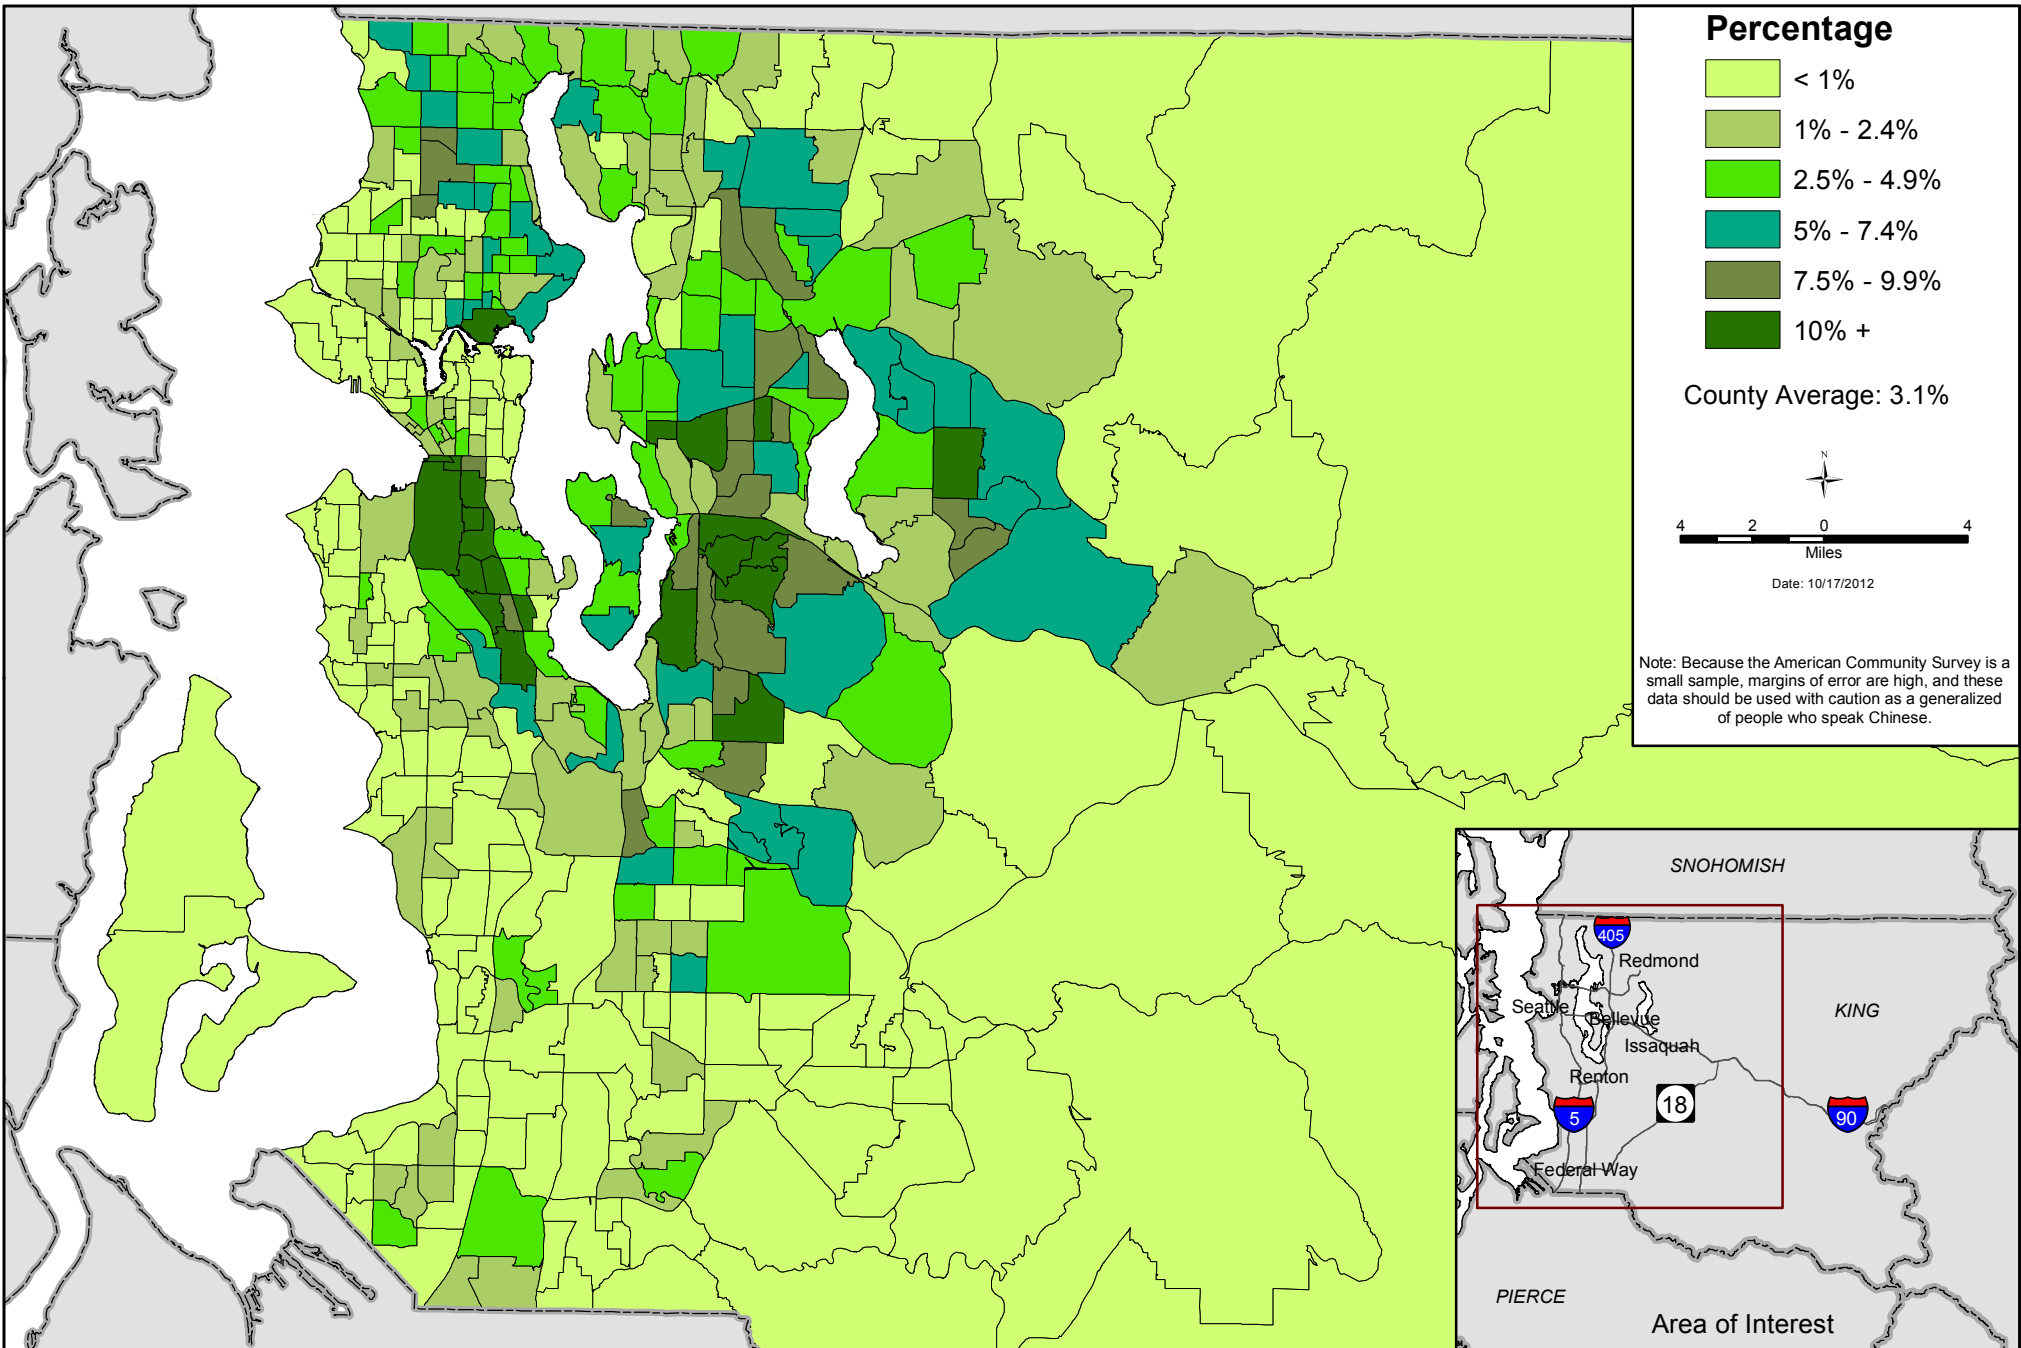 Percentage
< 1%
1% - 2.4%
2.5% - 4.9%
5% - 7.4%
7.5% - 9.9%
10% +
County Average: 3.1%
N
4 2 0 4
Miles
Date: 10/17/2012
Note: Because the American Community Survey is a
small sample, margins of error are high, and these
data should be used with caution as a generalized
of people who speak Chinese.
SNOHOMISH
405
Redmond
Seattle
KING
Bellevue
Issaquah
Renton
18
5
90
Federal Way
PIERCE
Area of Interest